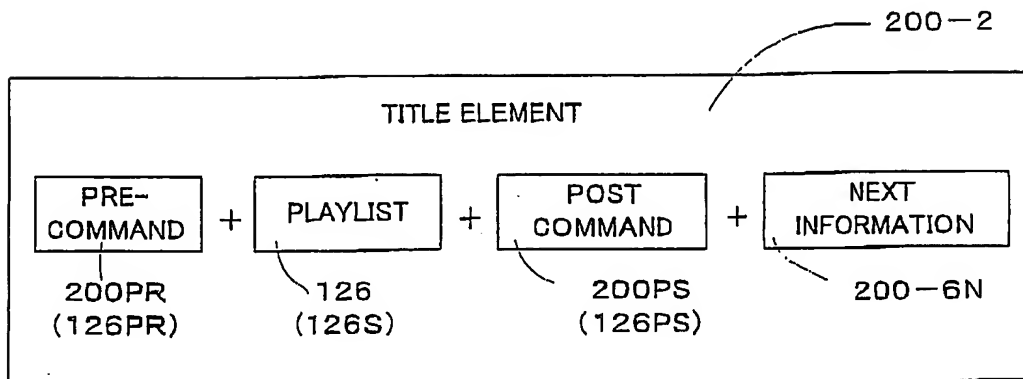 200-2
TITLE ELEMENT
PRE-
COMMAND
+
PLAYLIST
+
POST
COMMAND
+
NEXT
INFORMATION
200PR
(126PR)
126
(126S)
200PS
(126PS)
200-6N